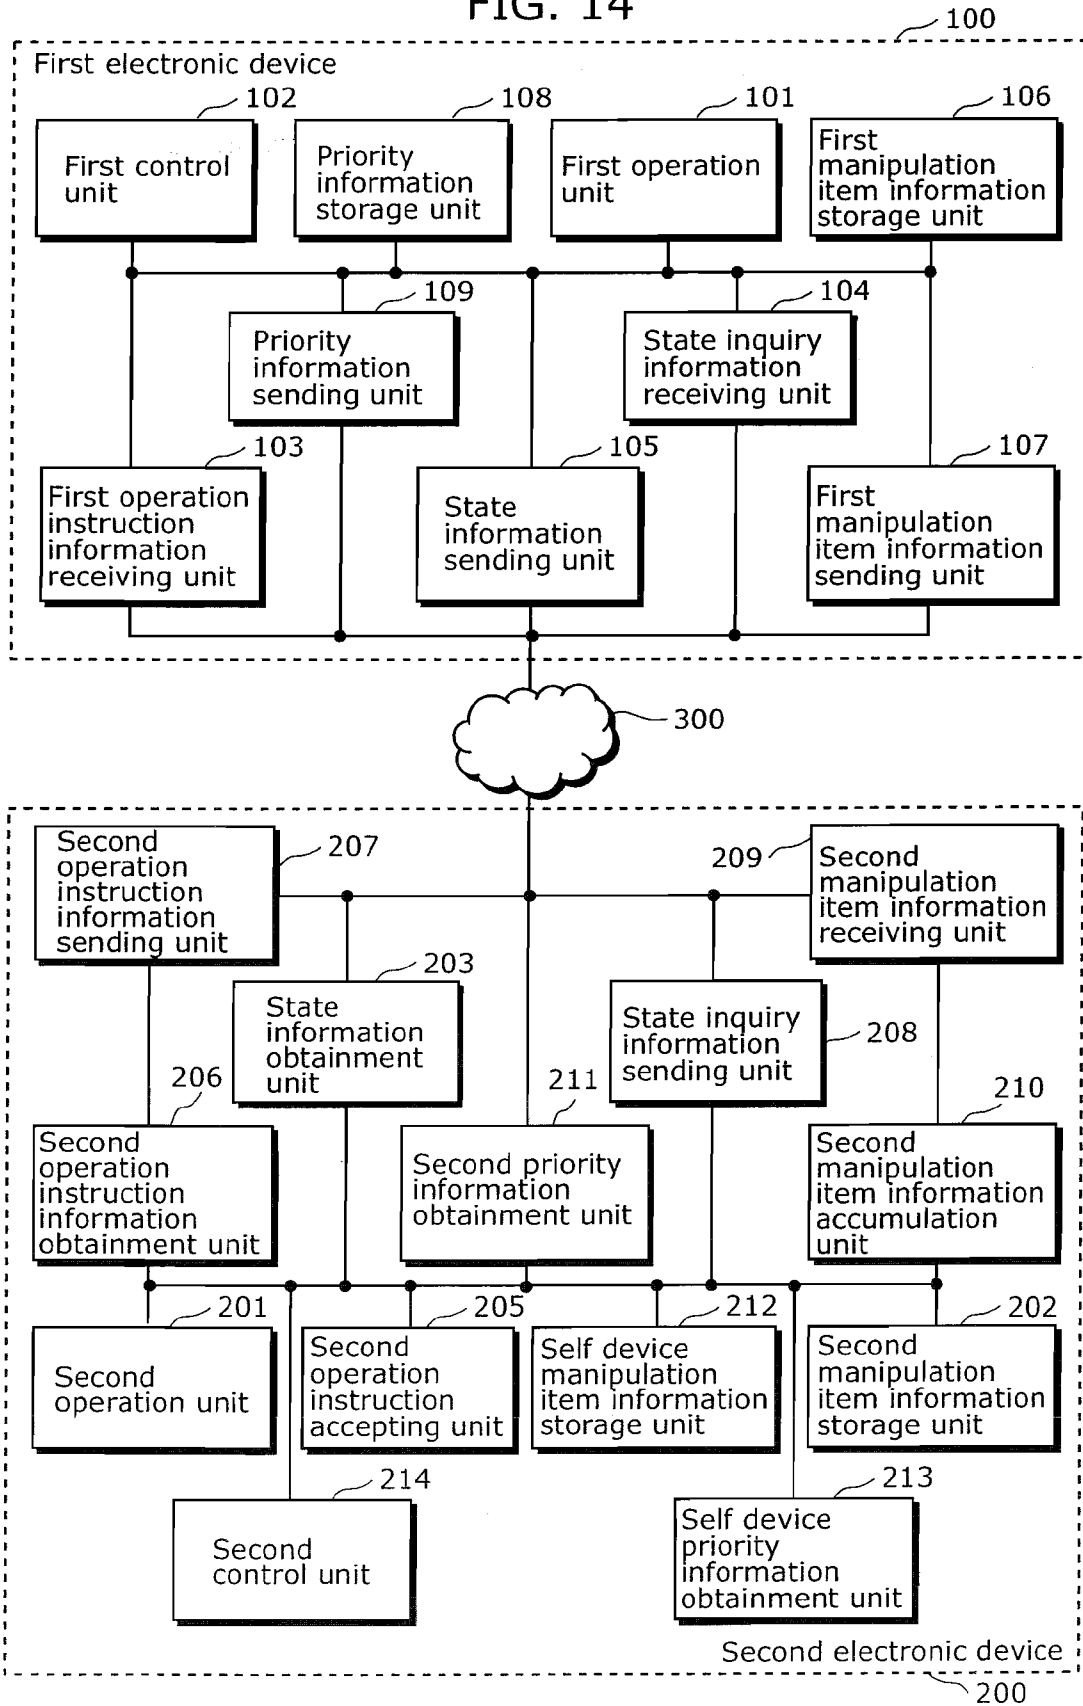 FIG. 14
100
First electronic device
102
108
101
106
First control
unit
Priority
information
storage unit
First operation
unit
First
manipulation
item information
storage unit
109
104
Priority
information
sending unit
State inquiry
information
receiving unit
103
105
107
First operation
instruction
information
receiving unit
State
information
sending unit
First
manipulation
item information
sending unit
300
Second
operation
instruction
information
sending unit
207
209
Second
manipulation
item information
receiving unit
203
State
information
obtainment
unit
State inquiry
information
sending unit
208
206
211
210
Second
operation
instruction
information
obtainment unit
Second priority
information
obtainment unit
Second
manipulation
item information
accumulation
unit
201
205
212
202
Second
operation unit
Second
operation
instruction
accepting unit
Self device
manipulation
item information
storage unit
Second
manipulation
item information
storage unit
214
213
Second
control unit
Self device
priority
information
obtainment unit
Second electronic device
200